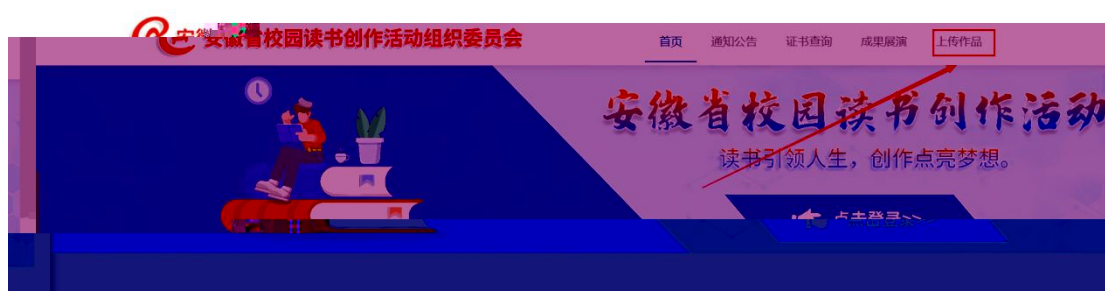 安徽省校园读书创作活动组织委员会
首页 通知公告 证书查询 成果展演 上传作品
安徽省校园读书创作活动
读书引领人生，创作点亮梦想。
点击登录>>